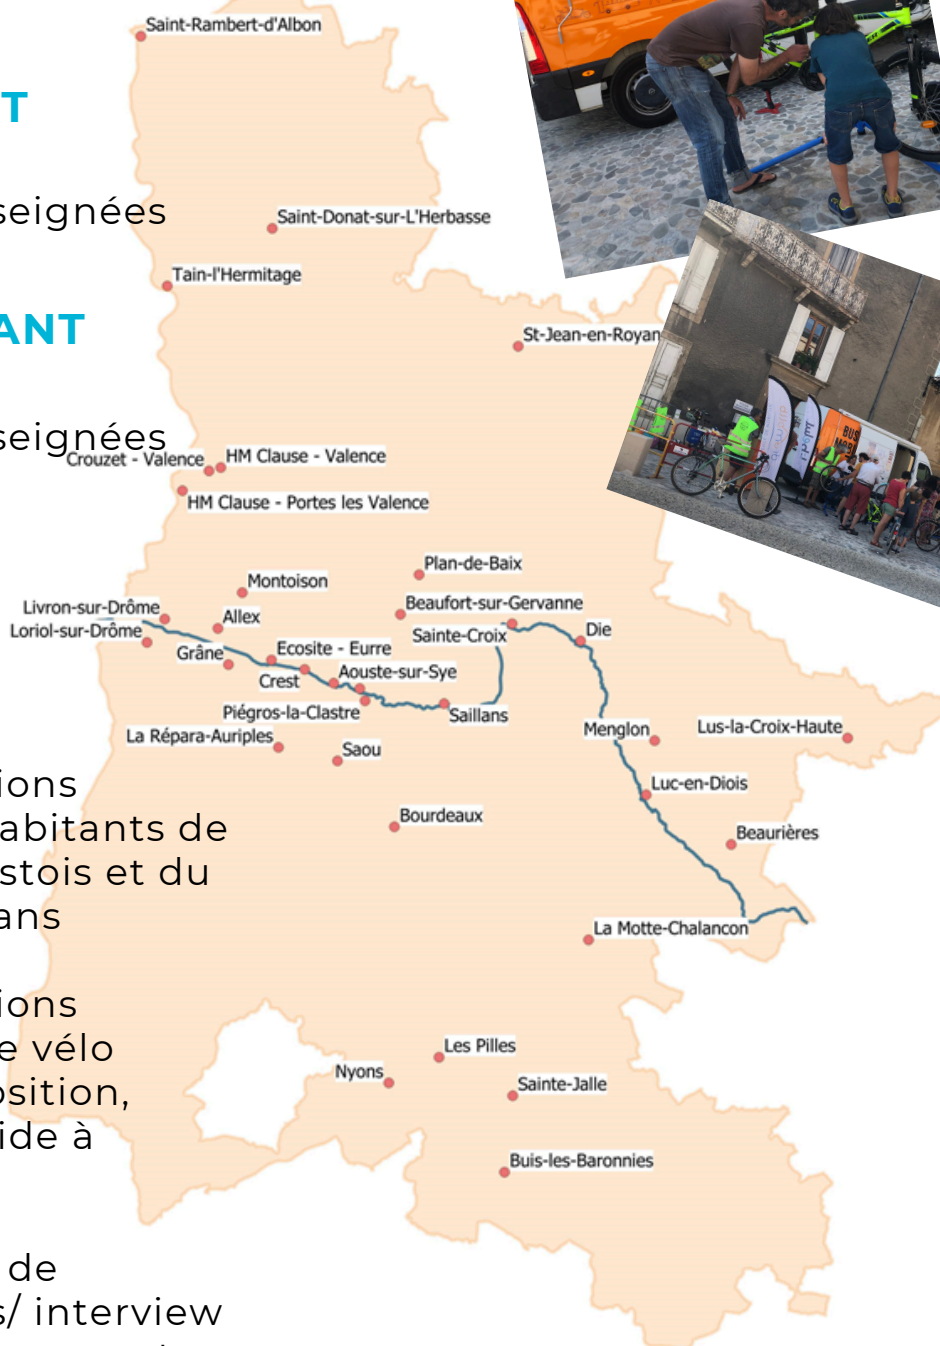 Saint-Rambert-d'Albon
T
seignées
Saint-Donat-sur-L'Herbasse
Tain-l'Hermitage
ANT
St-Jean-en-Royan
seignées
Crouzet - Valence
HM Clause - Valence
HM Clause - Portes les Valence
BUS
Plan-de-Baix
Montoison
Livron-sur-Drôme
Beaufort-sur-Gervanne
Allex
Loriol-sur-Drôme
Sainte-Croix
Die
Grâne
Ecosite - Eurre
Crest
Aouste-sur-Sye
Piégros-la-Clastre
Saillans
La Répara-Auriples
Saou
Menglon
Lus-la-Croix-Haute
ions
Luc-en-Diois
abitants de
Bourdeaux
Beaurières
stois et du
ans
La Motte-Chalancon
ions
e vélo
Les Pilles
Nyons
Sainte-Jalle
osition,
ide à
Buis-les-Baronnies
de
s/ interview